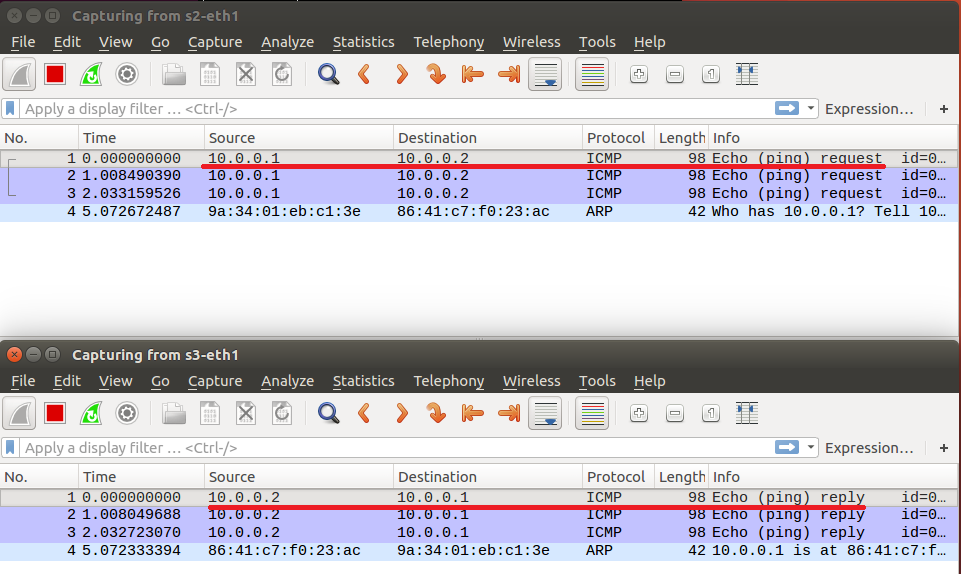 Capturing from s2-eth1
File Edit View Go Capture Analyze Statistics Telephony Wireless Tools Help
Apply a display filter … <Ctrl-/> Expression… +
No. Time Source Destination Protocol Length Info
1 0.000000000 10.0.0.1 10.0.0.2 ICMP 98 Echo (ping) request id=0…
2 1.008490390 10.0.0.1 10.0.0.2 ICMP 98 Echo (ping) request id=0…
3 2.033159526 10.0.0.1 10.0.0.2 ICMP 98 Echo (ping) request id=0…
4 5.072672487 9a:34:01:eb:c1:3e 86:41:c7:f0:23:ac ARP 42 Who has 10.0.0.1? Tell 10…
Capturing from s3-eth1
File Edit View Go Capture Analyze Statistics Telephony Wireless Tools Help
Apply a display filter … <Ctrl-/> Expression… +
No. Time Source Destination Protocol Length Info
1 0.000000000 10.0.0.2 10.0.0.1 ICMP 98 Echo (ping) reply id=0…
2 1.008049688 10.0.0.2 10.0.0.1 ICMP 98 Echo (ping) reply id=0…
3 2.032723070 10.0.0.2 10.0.0.1 ICMP 98 Echo (ping) reply id=0…
4 5.072333394 86:41:c7:f0:23:ac 9a:34:01:eb:c1:3e ARP 42 10.0.0.1 is at 86:41:c7:f…